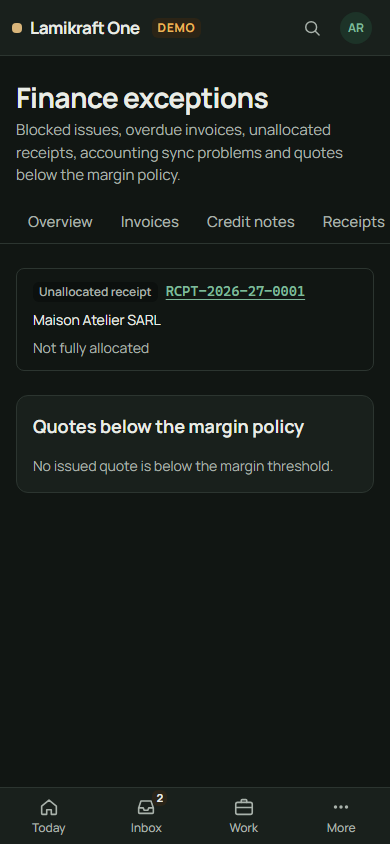 Lamikraft One DEMO AR
Finance exceptions
Blocked issues, overdue invoices, unallocated
receipts, accounting sync problems and quotes
below the margin policy.
Overview Invoices Credit notes Receipts
Unallocated receipt RCPT-2026-27-0001
Maison Atelier SARL
Not fully allocated
Quotes below the margin policy
No issued quote is below the margin threshold.
2
Today Inbox Work More